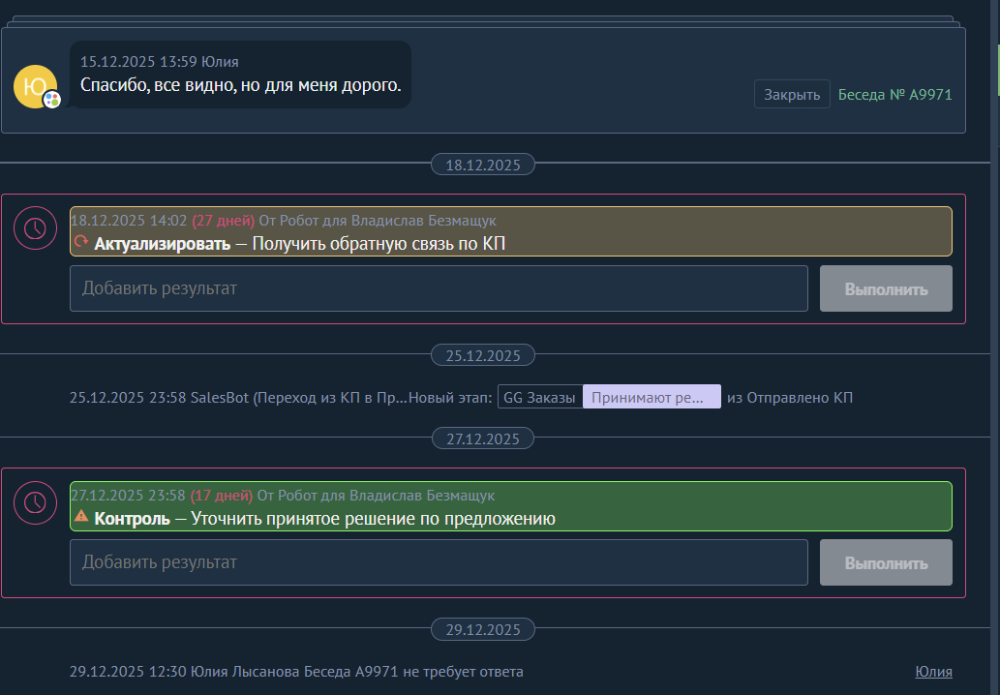 15.12.2025 13:59 Юлия
Ю
Спасибо, все видно, но для меня дорого.
Закрыть Беседа № A9971
18.12.2025
18.12.2025 14:02 (27 дней) От Робот для Владислав Безмащук
Актуализировать — Получить обратную связь по КП
Добавить результат Выполнить
25.12.2025
25.12.2025 23:58 SalesBot (Переход из КП в Пр...Новый этап: GG Заказы Принимают ре... из Отправлено КП
27.12.2025
27.12.2025 23:58 (17 дней) От Робот для Владислав Безмащук
Контроль — Уточнить принятое решение по предложению
Добавить результат Выполнить
29.12.2025
29.12.2025 12:30 Юлия Лысанова Беседа A9971 не требует ответа Юлия